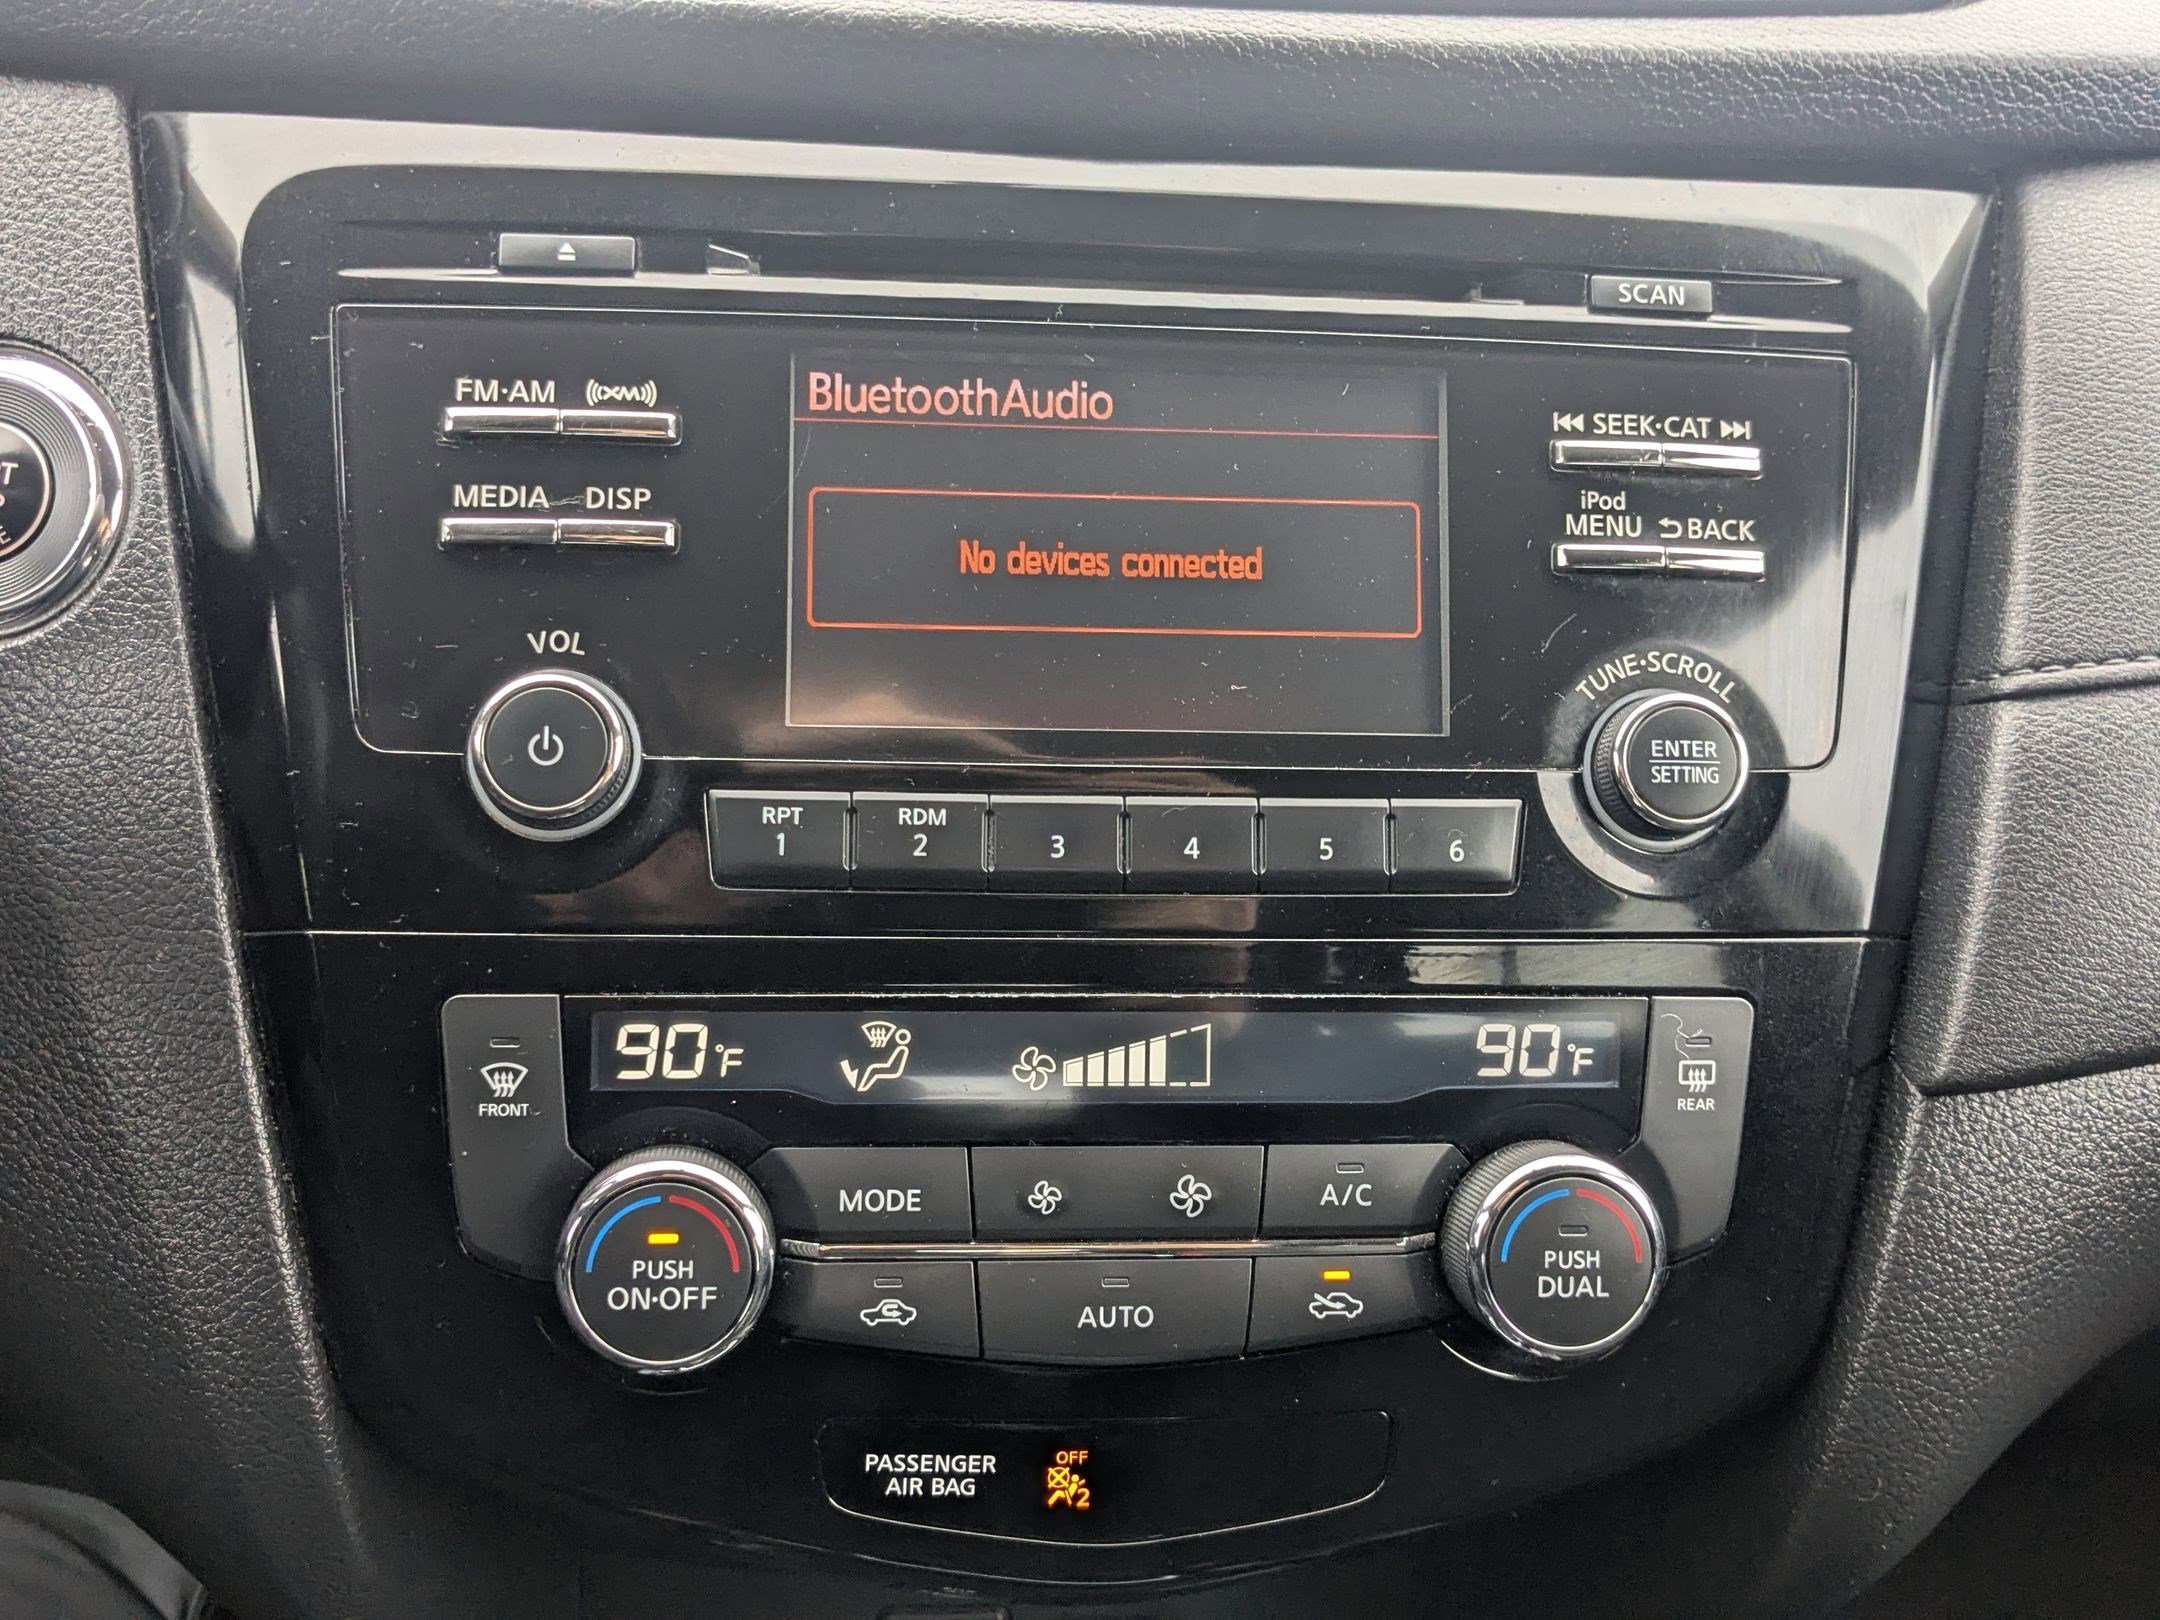 SCAN
FM·AM
((XM))
BluetoothAudio
SEEK·CAT
MEDIA
DISP
iPod
MENU
BACK
No devices connected
VOL
TUNE·SCROLL
ENTER
SETTING
RPT
1
RDM
2
3
4
5
6
90°F
90°F
FRONT
REAR
MODE
A/C
PUSH
ON·OFF
AUTO
PUSH
DUAL
PASSENGER
AIR BAG
OFF
2